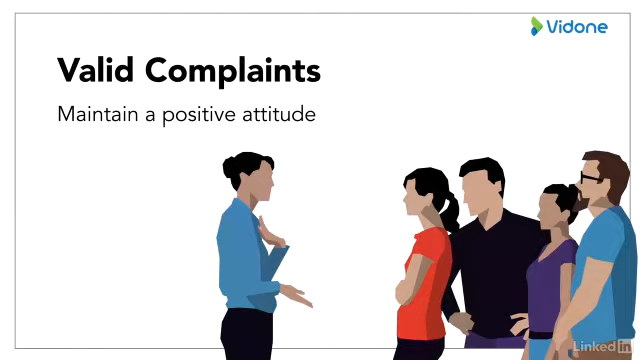 Vidone
Valid Complaints
Maintain a positive attitude
LinkedIn